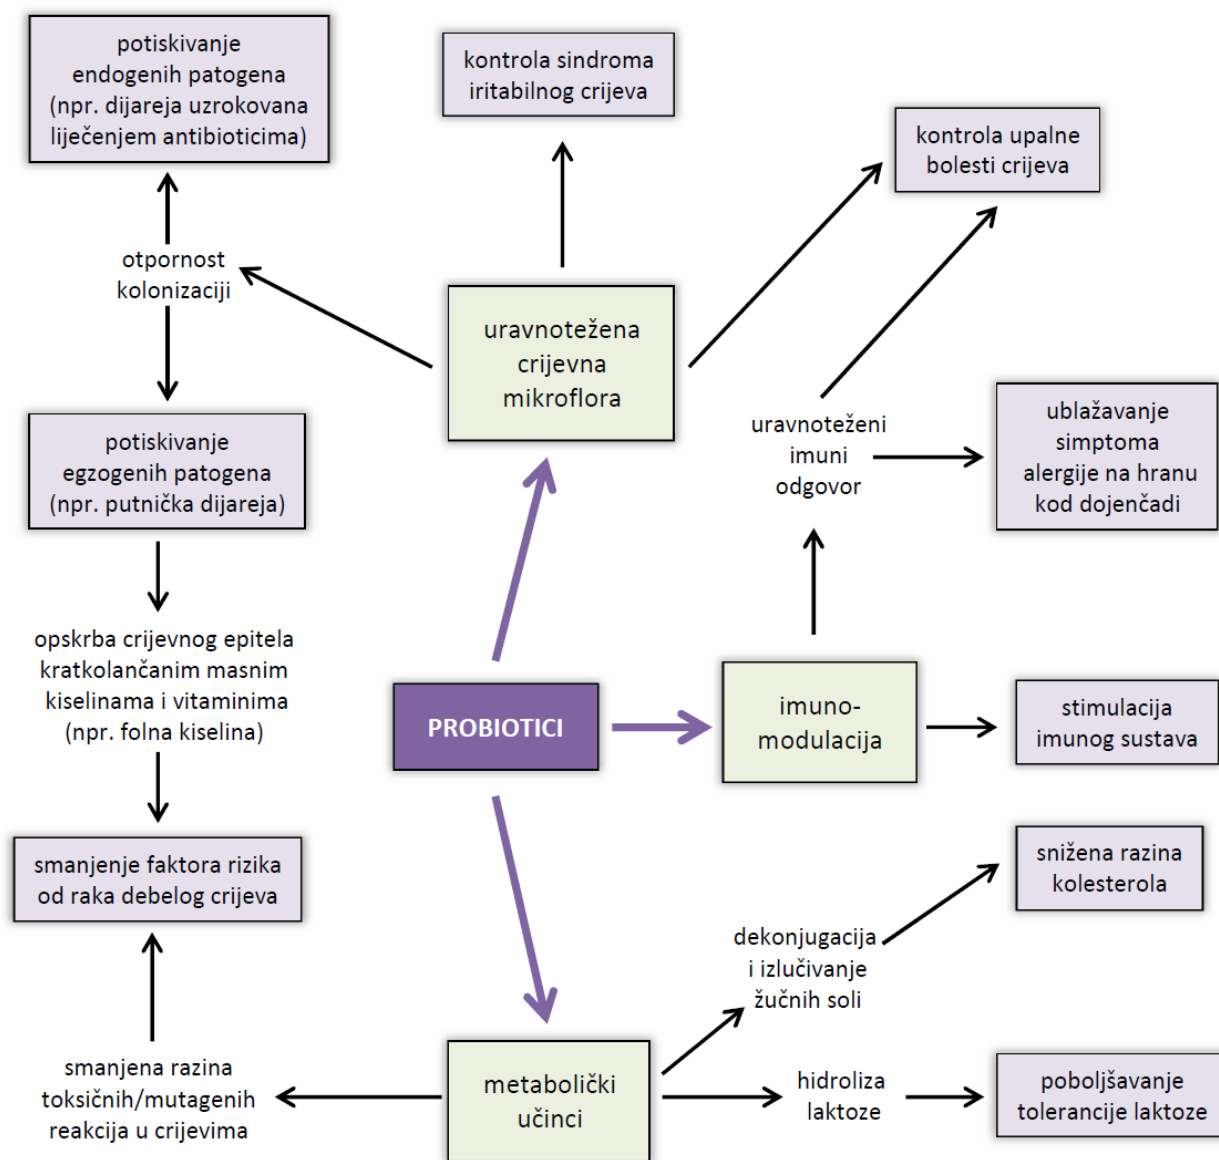 potiskivanje
endogenih patogena
(npr. dijareja uzrokovana
liječenjem antibioticima)
kontrola sindroma
iritabilnog crijeva
kontrola upalne
bolesti crijeva
otpornost
kolonizaciji
uravnotežena
crijevna
mikroflora
potiskivanje
egzogenih patogena
(npr. putnička dijareja)
uravnoteženi
imuni
odgovor
ublažavanje
simptoma
alergije na hranu
kod dojenčadi
opskrba crijevnog epitela
kratkolančanim masnim
kiselinama i vitaminima
(npr. folna kiselina)
PROBIOTICI
imuno-
modulacija
stimulacija
imunog sustava
smanjenje faktora rizika
od raka debelog crijeva
snižena razina
kolesterola
dekonjugacija
i izlučivanje
žučnih soli
smanjena razina
toksičnih/mutagenih
reakcija u crijevima
metabolički
učinci
hidroliza
laktoze
poboljšavanje
tolerancije laktoze